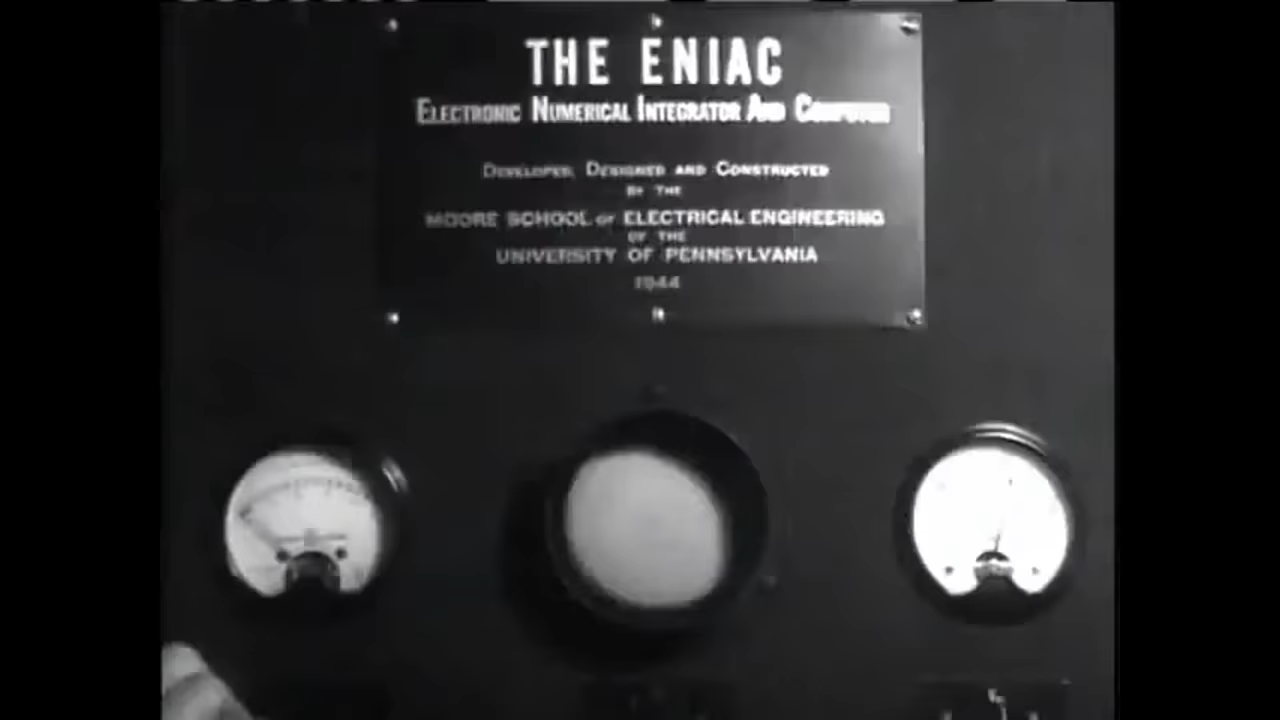 THE ENIAC
ELECTRONIC NUMERICAL INTEGRATOR AND COMPUTER
DEVELOPED, DESIGNED AND CONSTRUCTED
BY THE
MOORE SCHOOL OF ELECTRICAL ENGINEERING
OF THE
UNIVERSITY OF PENNSYLVANIA
1944